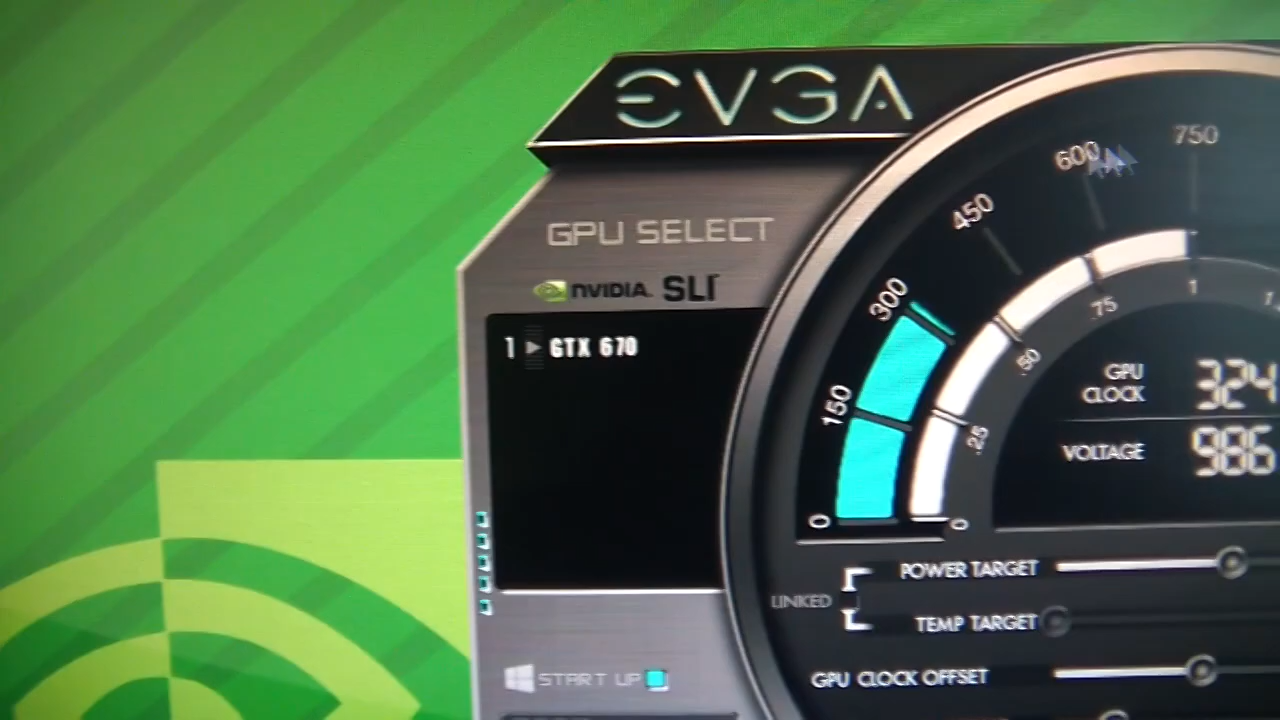 EVGA
GPU SELECT
NVIDIA. SLI
1 GTX 670
0
150
300
450
600
750
0
25
50
75
1
GPU CLOCK 324
VOLTAGE 986
POWER TARGET
LINKED
TEMP TARGET
START UP
GPU CLOCK OFFSET